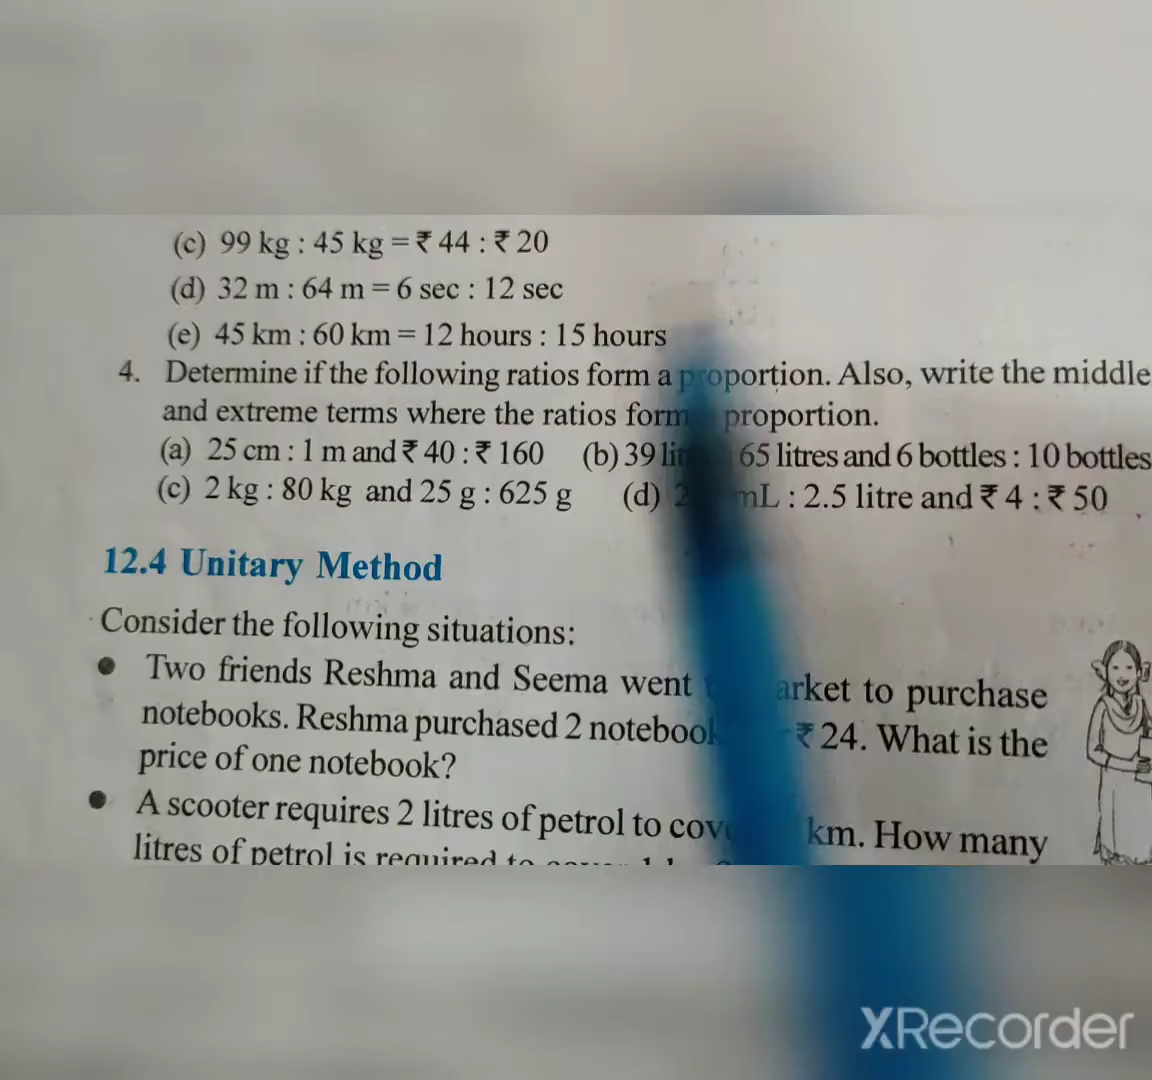 (c) 99 kg : 45 kg = ₹ 44 : ₹ 20
(d) 32 m : 64 m = 6 sec : 12 sec
(e) 45 km : 60 km = 12 hours : 15 hours
4. Determine if the following ratios form a proportion. Also, write the middle
and extreme terms where the ratios form proportion.
(a) 25 cm : 1 m and ₹ 40 : ₹ 160 (b) 39 65 litres and 6 bottles : 10 bottles
(c) 2 kg : 80 kg and 25 g : 625 g (d) mL : 2.5 litre and ₹ 4 : ₹ 50
12.4 Unitary Method
Consider the following situations:
• Two friends Reshma and Seema went to purchase
notebooks. Reshma purchased 2 ₹ 24. What is the
price of one notebook?
• A scooter requires 2 litres of petrol to km. How many
litres of petrol is required to
XRecorder